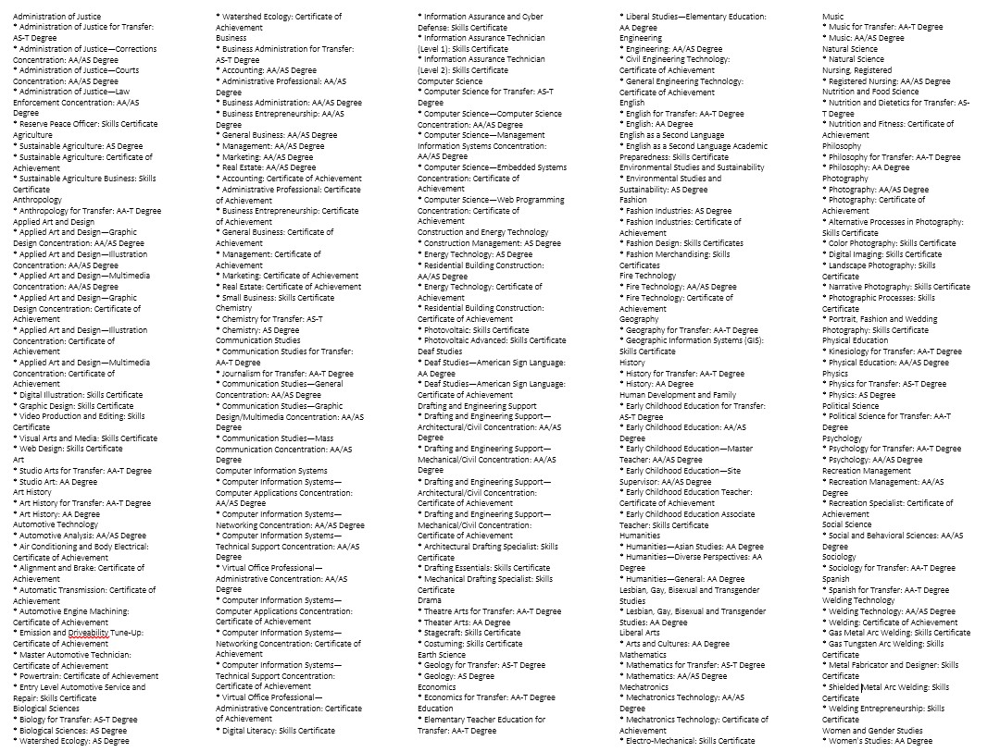 Administration of Justice
* Administration of Justice for Transfer:
AS-T Degree
* Administration of Justice—Corrections
Concentration: AA/AS Degree
* Administration of Justice—Courts
Concentration: AA/AS Degree
* Administration of Justice—Law
Enforcement Concentration: AA/AS
Degree
* Reserve Peace Officer: Skills Certificate
Agriculture
* Sustainable Agriculture: AS Degree
* Sustainable Agriculture: Certificate of
Achievement
* Sustainable Agriculture Business: Skills
Certificate
Anthropology
* Anthropology for Transfer: AA-T Degree
Applied Art and Design
* Applied Art and Design—Graphic
Design Concentration: AA/AS Degree
* Applied Art and Design—Illustration
Concentration: AA/AS Degree
* Applied Art and Design—Multimedia
Concentration: AA/AS Degree
* Applied Art and Design—Graphic
Design Concentration: Certificate of
Achievement
* Applied Art and Design—Illustration
Concentration: Certificate of
Achievement
* Applied Art and Design—Multimedia
Concentration: Certificate of
Achievement
* Digital Illustration: Skills Certificate
* Graphic Design: Skills Certificate
* Video Production and Editing: Skills
Certificate
* Visual Arts and Media: Skills Certificate
* Web Design: Skills Certificate
Art
* Studio Arts for Transfer: AA-T Degree
* Studio Art: AA Degree
Art History
* Art History for Transfer: AA-T Degree
* Art History: AA Degree
Automotive Technology
* Automotive Analysis: AA/AS Degree
* Air Conditioning and Body Electrical:
Certificate of Achievement
* Alignment and Brake: Certificate of
Achievement
* Automatic Transmission: Certificate of
Achievement
* Automotive Engine Machining:
Certificate of Achievement
* Emission and Driveability Tune-Up:
Certificate of Achievement
* Master Automotive Technician:
Certificate of Achievement
* Powertrain: Certificate of Achievement
* Entry Level Automotive Service and
Repair: Skills Certificate
Biological Sciences
* Biology for Transfer: AS-T Degree
* Biological Sciences: AS Degree
* Watershed Ecology: AS Degree
* Watershed Ecology: Certificate of
Achievement
Business
* Business Administration for Transfer:
AS-T Degree
* Accounting: AA/AS Degree
* Administrative Professional: AA/AS
Degree
* Business Administration: AA/AS Degree
* Business Entrepreneurship: AA/AS
Degree
* General Business: AA/AS Degree
* Management: AA/AS Degree
* Marketing: AA/AS Degree
* Real Estate: AA/AS Degree
* Accounting: Certificate of Achievement
* Administrative Professional: Certificate
of Achievement
* Business Entrepreneurship: Certificate
of Achievement
* General Business: Certificate of
Achievement
* Management: Certificate of
Achievement
* Marketing: Certificate of Achievement
* Real Estate: Certificate of Achievement
* Small Business: Skills Certificate
Chemistry
* Chemistry for Transfer: AS-T
* Chemistry: AS Degree
Communication Studies
* Communication Studies for Transfer:
AA-T Degree
* Journalism for Transfer: AA-T Degree
* Communication Studies—General
Concentration: AA/AS Degree
* Communication Studies—Graphic
Design/Multimedia Concentration: AA/AS
Degree
* Communication Studies—Mass
Communication Concentration: AA/AS
Degree
Computer Information Systems
* Computer Information Systems—
Computer Applications Concentration:
AA/AS Degree
* Computer Information Systems—
Networking Concentration: AA/AS Degree
* Computer Information Systems—
Technical Support Concentration: AA/AS
Degree
* Virtual Office Professional—
Administrative Concentration: AA/AS
Degree
* Computer Information Systems—
Computer Applications Concentration:
Certificate of Achievement
* Computer Information Systems—
Networking Concentration: Certificate of
Achievement
* Computer Information Systems—
Technical Support Concentration:
Certificate of Achievement
* Virtual Office Professional—
Administrative Concentration: Certificate
of Achievement
* Digital Literacy: Skills Certificate
* Information Assurance and Cyber
Defense: Skills Certificate
* Information Assurance Technician
(Level 1): Skills Certificate
* Information Assurance Technician
(Level 2): Skills Certificate
Computer Science
* Computer Science for Transfer: AS-T
Degree
* Computer Science—Computer Science
Concentration: AA/AS Degree
* Computer Science—Management
Information Systems Concentration:
AA/AS Degree
* Computer Science—Embedded Systems
Concentration: Certificate of
Achievement
* Computer Science—Web Programming
Concentration: Certificate of
Achievement
Construction and Energy Technology
* Construction Management: AS Degree
* Energy Technology: AS Degree
* Residential Building Construction:
AA/AS Degree
* Energy Technology: Certificate of
Achievement
* Residential Building Construction:
Certificate of Achievement
* Photovoltaic: Skills Certificate
* Photovoltaic Advanced: Skills Certificate
Deaf Studies
* Deaf Studies—American Sign Language:
AA Degree
* Deaf Studies—American Sign Language:
Certificate of Achievement
Drafting and Engineering Support
* Drafting and Engineering Support—
Architectural/Civil Concentration: AA/AS
Degree
* Drafting and Engineering Support—
Mechanical/Civil Concentration: AA/AS
Degree
* Drafting and Engineering Support—
Architectural/Civil Concentration:
Certificate of Achievement
* Drafting and Engineering Support—
Mechanical/Civil Concentration:
Certificate of Achievement
* Architectural Drafting Specialist: Skills
Certificate
* Drafting Essentials: Skills Certificate
* Mechanical Drafting Specialist: Skills
Certificate
Drama
* Theatre Arts for Transfer: AA-T Degree
* Theater Arts: AA Degree
* Stagecraft: Skills Certificate
* Costuming: Skills Certificate
Earth Science
* Geology for Transfer: AS-T Degree
* Geology: AS Degree
Economics
* Economics for Transfer: AA-T Degree
Education
* Elementary Teacher Education for
Transfer: AA-T Degree
* Liberal Studies—Elementary Education:
AA Degree
Engineering
* Engineering: AA/AS Degree
* Civil Engineering Technology:
Certificate of Achievement
* General Engineering Technology:
Certificate of Achievement
English
* English for Transfer: AA-T Degree
* English: AA Degree
English as a Second Language
* English as a Second Language Academic
Preparedness: Skills Certificate
Environmental Studies and Sustainability
* Environmental Studies and
Sustainability: AS Degree
Fashion
* Fashion Industries: AS Degree
* Fashion Industries: Certificate of
Achievement
* Fashion Design: Skills Certificates
* Fashion Merchandising: Skills
Certificates
Fire Technology
* Fire Technology: AA/AS Degree
* Fire Technology: Certificate of
Achievement
Geography
* Geography for Transfer: AA-T Degree
* Geographic Information Systems (GIS):
Skills Certificate
History
* History for Transfer: AA-T Degree
* History: AA Degree
Human Development and Family
* Early Childhood Education for Transfer:
AS-T Degree
* Early Childhood Education: AA/AS
Degree
* Early Childhood Education—Master
Teacher: AA/AS Degree
* Early Childhood Education—Site
Supervisor: AA/AS Degree
* Early Childhood Education Teacher:
Certificate of Achievement
* Early Childhood Education Associate
Teacher: Skills Certificate
Humanities
* Humanities—Asian Studies: AA Degree
* Humanities—Diverse Perspectives: AA
Degree
* Humanities—General: AA Degree
Lesbian, Gay, Bisexual and Transgender
Studies
* Lesbian, Gay, Bisexual and Transgender
Studies: AA Degree
Liberal Arts
* Arts and Cultures: AA Degree
Mathematics
* Mathematics for Transfer: AS-T Degree
* Mathematics: AA/AS Degree
Mechatronics
* Mechatronics Technology: AA/AS
Degree
* Mechatronics Technology: Certificate of
Achievement
* Electro-Mechanical: Skills Certificate
Music
* Music for Transfer: AA-T Degree
* Music: AA/AS Degree
Natural Science
* Natural Science
Nursing, Registered
* Registered Nursing: AA/AS Degree
Nutrition and Food Science
* Nutrition and Dietetics for Transfer: AS-
T Degree
* Nutrition and Fitness: Certificate of
Achievement
Philosophy
* Philosophy for Transfer: AA-T Degree
* Philosophy: AA Degree
Photography
* Photography: AA/AS Degree
* Photography: Certificate of
Achievement
* Alternative Processes in Photography:
Skills Certificate
* Color Photography: Skills Certificate
* Digital Imaging: Skills Certificate
* Landscape Photography: Skills
Certificate
* Narrative Photography: Skills Certificate
* Photographic Processes: Skills
Certificate
* Portrait, Fashion and Wedding
Photography: Skills Certificate
Physical Education
* Kinesiology for Transfer: AA-T Degree
* Physical Education: AA/AS Degree
Physics
* Physics for Transfer: AS-T Degree
* Physics: AS Degree
Political Science
* Political Science for Transfer: AA-T
Degree
Psychology
* Psychology for Transfer: AA-T Degree
* Psychology: AA/AS Degree
Recreation Management
* Recreation Management: AA/AS
Degree
* Recreation Specialist: Certificate of
Achievement
Social Science
* Social and Behavioral Sciences: AA/AS
Degree
Sociology
* Sociology for Transfer: AA-T Degree
Spanish
* Spanish for Transfer: AA-T Degree
Welding Technology
* Welding Technology: AA/AS Degree
* Welding: Certificate of Achievement
* Gas Metal Arc Welding: Skills Certificate
* Gas Tungsten Arc Welding: Skills
Certificate
* Metal Fabricator and Designer: Skills
Certificate
* Shielded Metal Arc Welding: Skills
Certificate
* Welding Entrepreneurship: Skills
Certificate
Women and Gender Studies
* Women's Studies: AA Degree